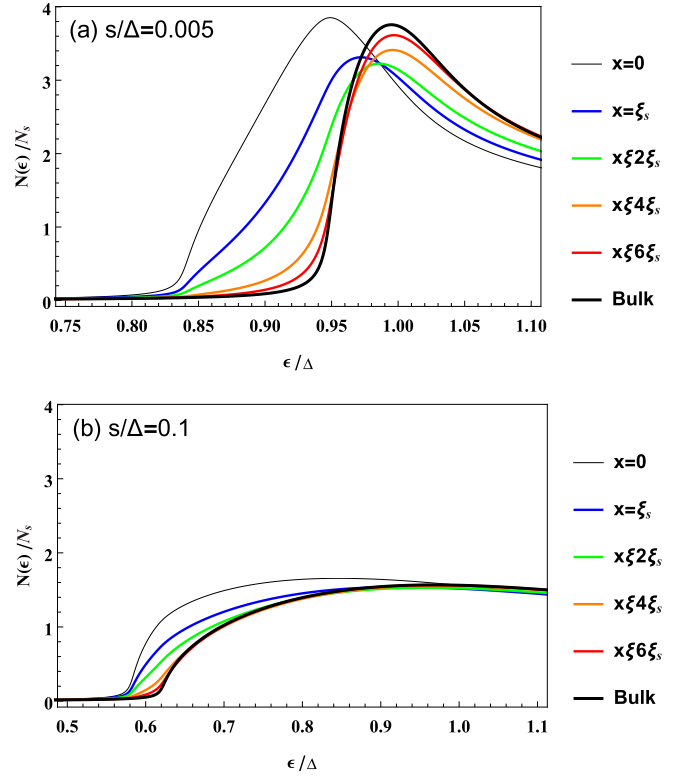 (a) s/Δ=0.005
N(ϵ)/Nₛ
4
3
2
1
0
0.75 0.80 0.85 0.90 0.95 1.00 1.05 1.10
ϵ/Δ
x=0
x=ξₛ
xξ2ξₛ
xξ4ξₛ
xξ6ξₛ
Bulk
(b) s/Δ=0.1
N(ϵ)/Nₛ
4
3
2
1
0
0.5 0.6 0.7 0.8 0.9 1.0 1.1
ϵ/Δ
x=0
x=ξₛ
xξ2ξₛ
xξ4ξₛ
xξ6ξₛ
Bulk